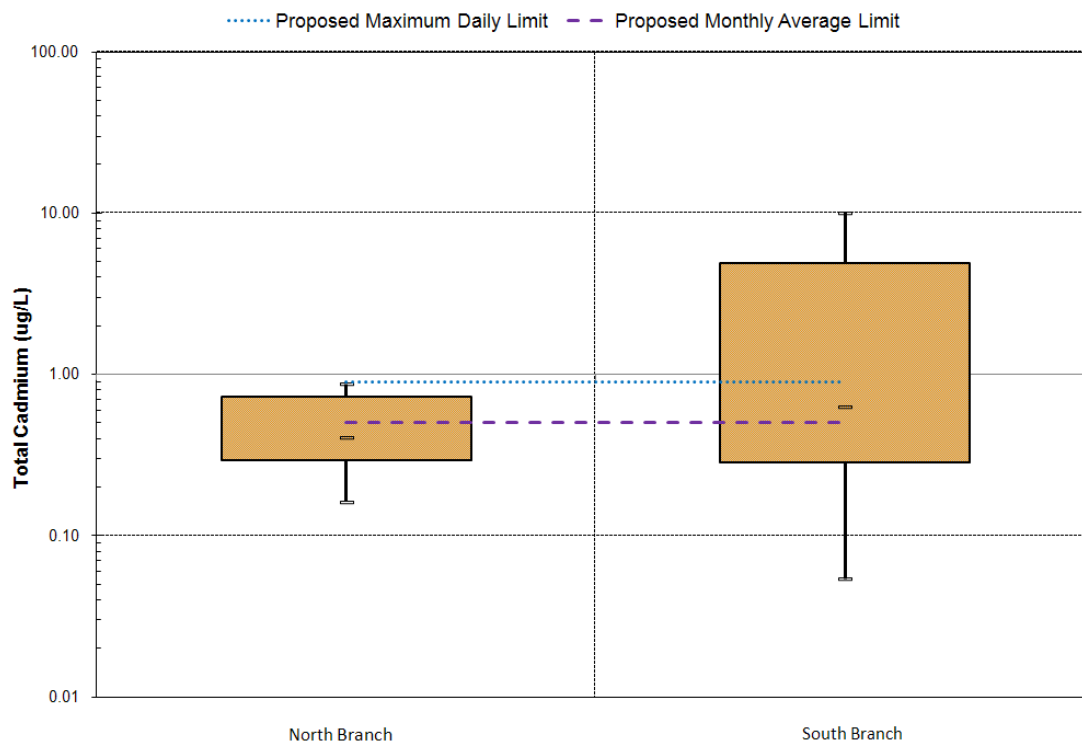 Proposed Maximum Daily Limit Proposed Monthly Average Limit
100.00
10.00
1.00
0.10
0.01
Total Cadmium (ug/L)
North Branch South Branch